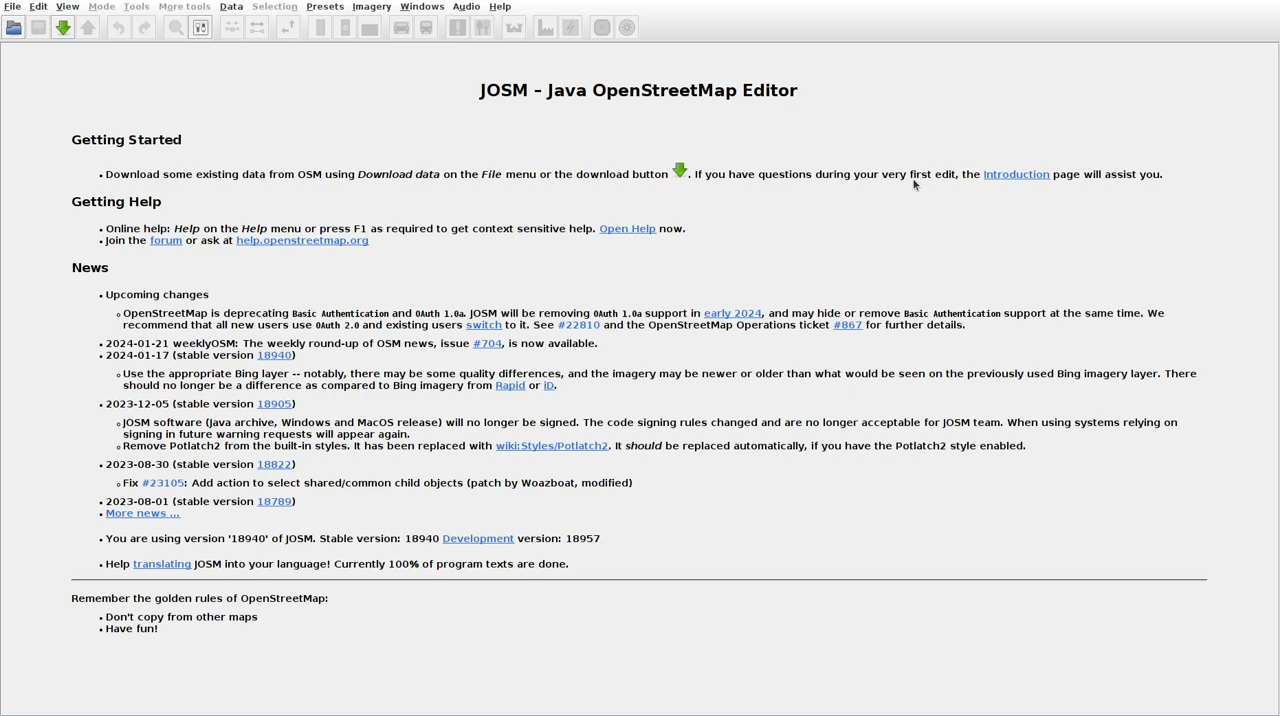 File Edit View Mode Tools More tools Data Selection Presets Imagery Windows Audio Help
JOSM – Java OpenStreetMap Editor
Getting Started
• Download some existing data from OSM using Download data on the File menu or the download button . If you have questions during your very first edit, the Introduction page will assist you.
Getting Help
• Online help: Help on the Help menu or press F1 as required to get context sensitive help. Open Help now.
• Join the forum or ask at help.openstreetmap.org
News
• Upcoming changes
◦ OpenStreetMap is deprecating Basic Authentication and OAuth 1.0a. JOSM will be removing OAuth 1.0a support in early 2024, and may hide or remove Basic Authentication support at the same time. We
recommend that all new users use OAuth 2.0 and existing users switch to it. See #22810 and the OpenStreetMap Operations ticket #867 for further details.
• 2024-01-21 weeklyOSM: The weekly round-up of OSM news, issue #704, is now available.
• 2024-01-17 (stable version 18940)
◦ Use the appropriate Bing layer -- notably, there may be some quality differences, and the imagery may be newer or older than what would be seen on the previously used Bing imagery layer. There
should no longer be a difference as compared to Bing imagery from Rapid or iD.
• 2023-12-05 (stable version 18905)
◦ JOSM software (Java archive, Windows and MacOS release) will no longer be signed. The code signing rules changed and are no longer acceptable for JOSM team. When using systems relying on
signing in future warning requests will appear again.
◦ Remove Potlatch2 from the built-in styles. It has been replaced with wiki:Styles/Potlatch2. It should be replaced automatically, if you have the Potlatch2 style enabled.
• 2023-08-30 (stable version 18822)
◦ Fix #23105: Add action to select shared/common child objects (patch by Woazboat, modified)
• 2023-08-01 (stable version 18789)
• More news ...
• You are using version '18940' of JOSM. Stable version: 18940 Development version: 18957
• Help translating JOSM into your language! Currently 100% of program texts are done.
Remember the golden rules of OpenStreetMap:
• Don't copy from other maps
• Have fun!